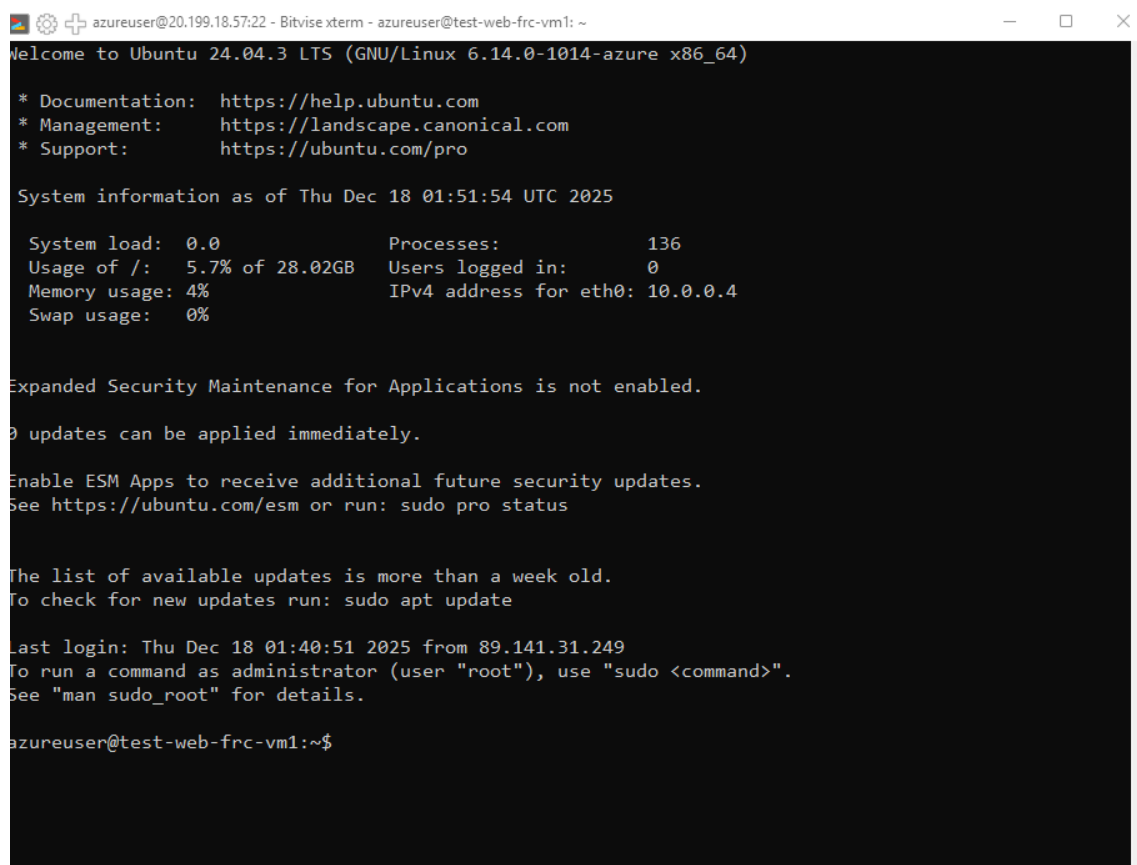 azureuser@20.199.18.57:22 - Bitvise xterm - azureuser@test-web-frc-vm1: ~
Welcome to Ubuntu 24.04.3 LTS (GNU/Linux 6.14.0-1014-azure x86_64)
* Documentation: https://help.ubuntu.com
* Management: https://landscape.canonical.com
* Support: https://ubuntu.com/pro
System information as of Thu Dec 18 01:51:54 UTC 2025
System load: 0.0 Processes: 136
Usage of /: 5.7% of 28.02GB Users logged in: 0
Memory usage: 4% IPv4 address for eth0: 10.0.0.4
Swap usage: 0%
Expanded Security Maintenance for Applications is not enabled.
0 updates can be applied immediately.
Enable ESM Apps to receive additional future security updates.
See https://ubuntu.com/esm or run: sudo pro status
The list of available updates is more than a week old.
To check for new updates run: sudo apt update
Last login: Thu Dec 18 01:40:51 2025 from 89.141.31.249
To run a command as administrator (user "root"), use "sudo <command>".
See "man sudo_root" for details.
azureuser@test-web-frc-vm1:~$